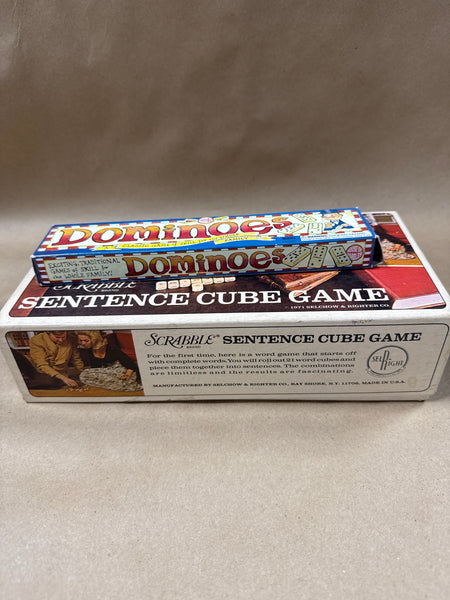 DOMINOES
FAMILY
EXCITING, TRADITIONAL
GAMES of SKILL for
the WHOLE FAMILY!
DOMINOES
SCRABBLE
SENTENCE CUBE GAME
1971 SELCHOW & RIGHTER CO.
SCRABBLE® SENTENCE CUBE GAME
BRAND
For the first time, here is a word game that starts off
with complete words. You will roll out 21 word cubes and
piece them together into sentences. The combinations
are limitless and the results are fascinating.
SELRIGHT
MANUFACTURED BY SELCHOW & RIGHTER CO., BAY SHORE, N.Y. 11706, MADE IN U.S.A.